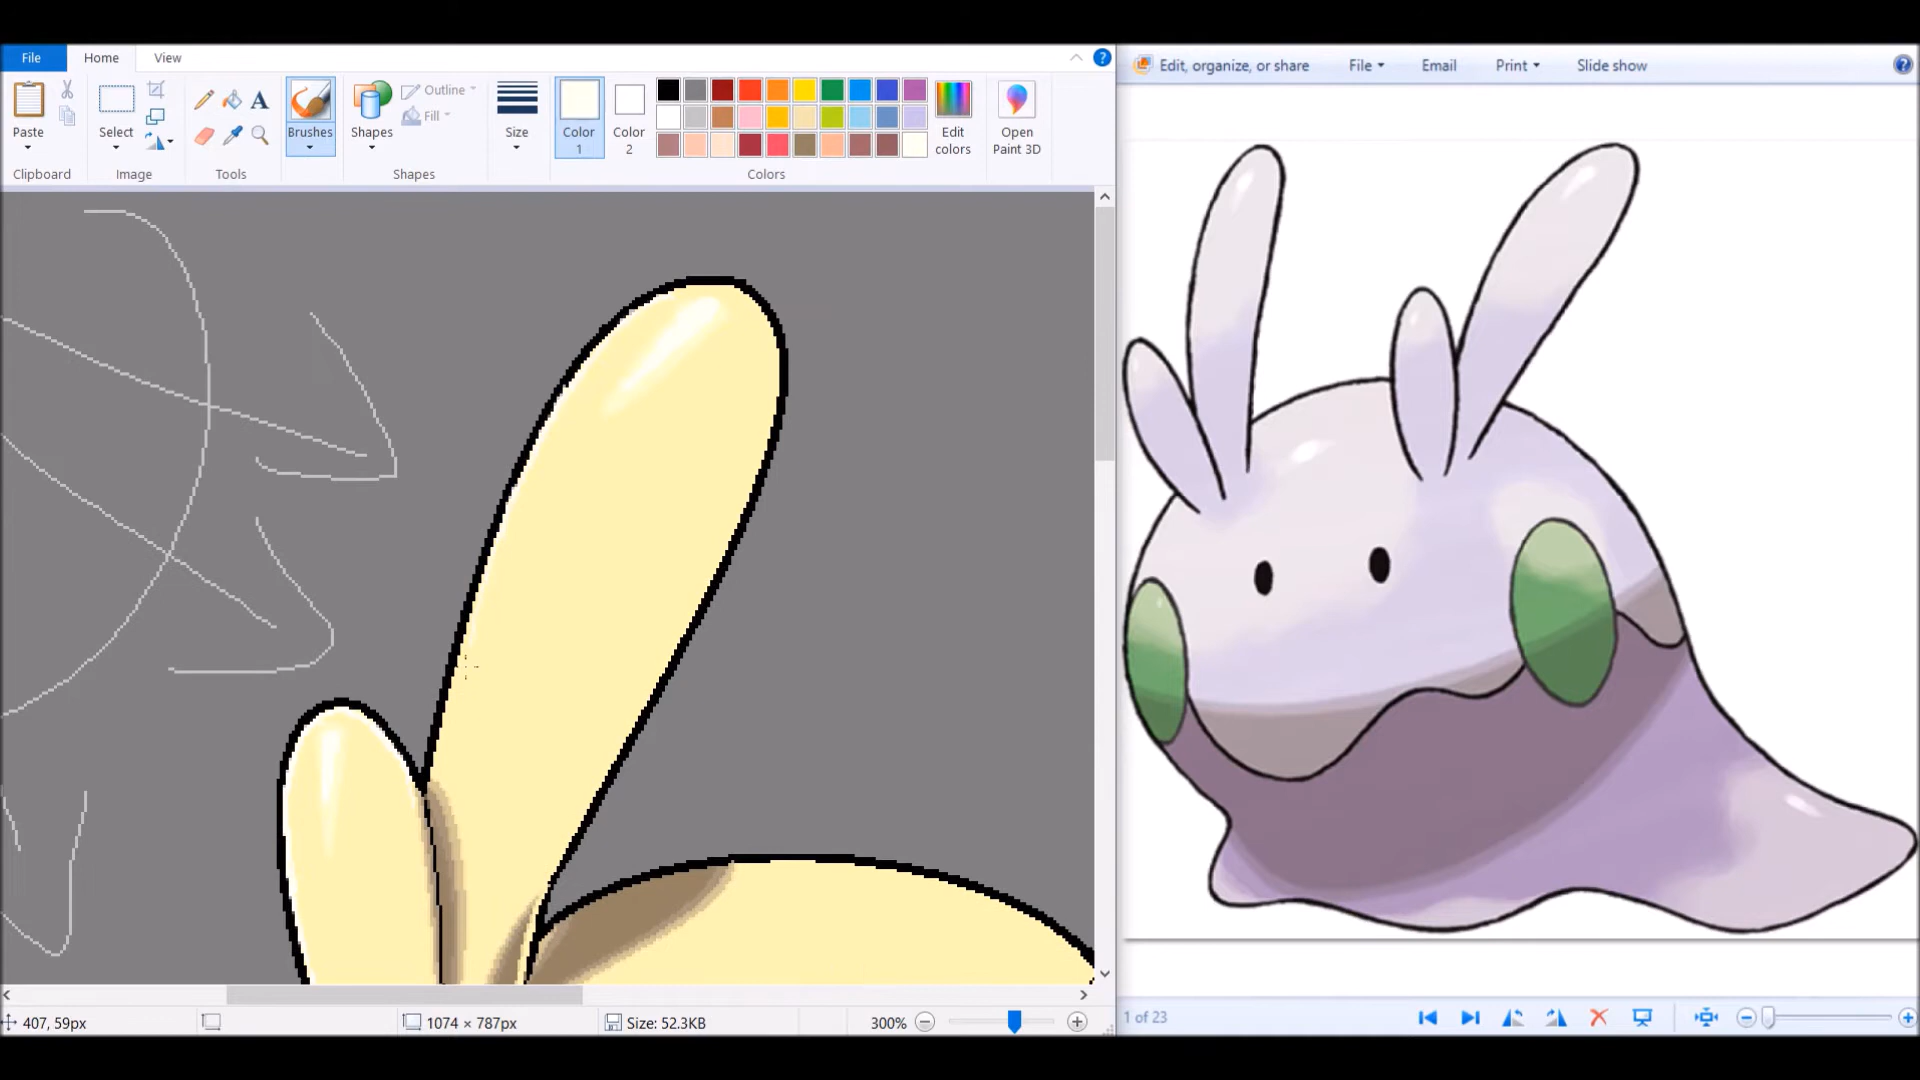 File Home View
Edit, organize, or share File Email Print Slide show
Paste Select Brushes Shapes Outline Fill Size Color 1 Color 2 Edit colors Open Paint 3D
Clipboard Image Tools Shapes Colors
407, 59px 1074 × 787px Size: 52.3KB 300%
1 of 23